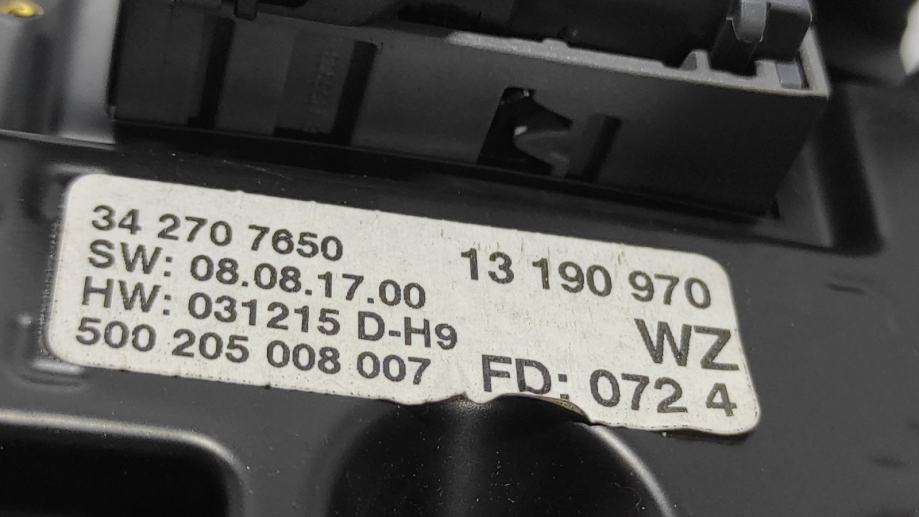 34 270 7650
SW: 08.08.17.00
HW: 031215 D-H9
500 205 008 007
13 190 970
WZ
FD: 072 4